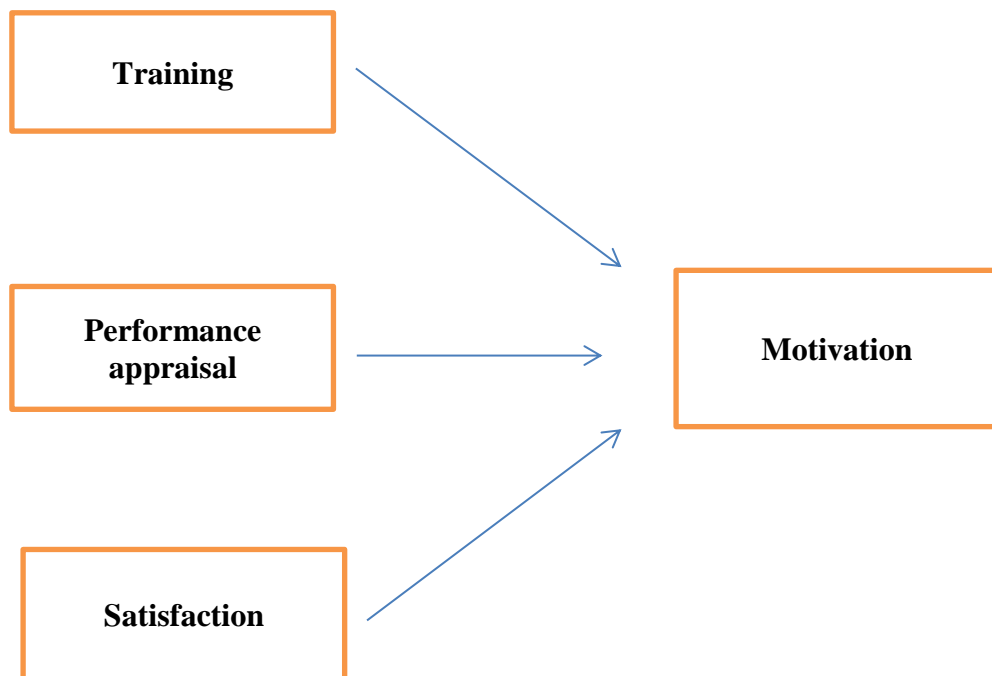 Training
Performance
appraisal
Motivation
Satisfaction